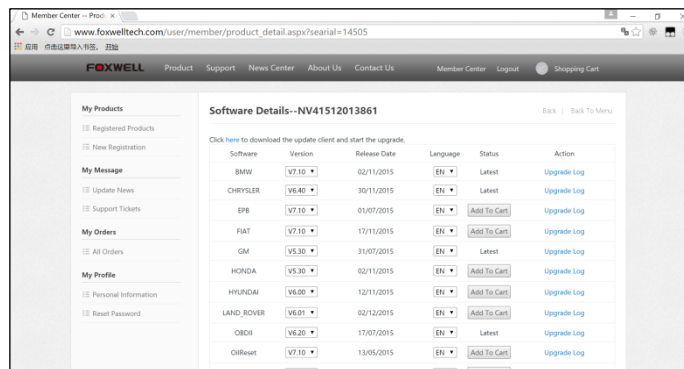 Member Center -- Prod
www.foxwelltech.com/user/member/product_detail.aspx?searial=14505
应用 点击这里导入书签。 开始
FOXWELL Product Support News Center About Us Contact Us Member Center Logout Shopping Cart
My Products
Registered Products
New Registration
My Message
Update News
Support Tickets
My Orders
All Orders
My Profile
Personal Information
Reset Password
Software Details--NV41512013861 Back | Back To Menu
Click here to download the update client and start the upgrade.
Software Version Release Date Language Status Action
BMW V7.10 02/11/2015 EN Latest Upgrade Log
CHRYSLER V6.40 30/11/2015 EN Latest Upgrade Log
EPB V7.10 01/07/2015 EN Add To Cart Upgrade Log
FIAT V7.10 17/11/2015 EN Add To Cart Upgrade Log
GM V5.30 31/07/2015 EN Latest Upgrade Log
HONDA V5.30 02/11/2015 EN Add To Cart Upgrade Log
HYUNDAI V6.00 12/11/2015 EN Add To Cart Upgrade Log
LAND_ROVER V6.01 02/12/2015 EN Add To Cart Upgrade Log
OBDII V6.20 17/07/2015 EN Latest Upgrade Log
OilReset V7.10 13/05/2015 EN Add To Cart Upgrade Log